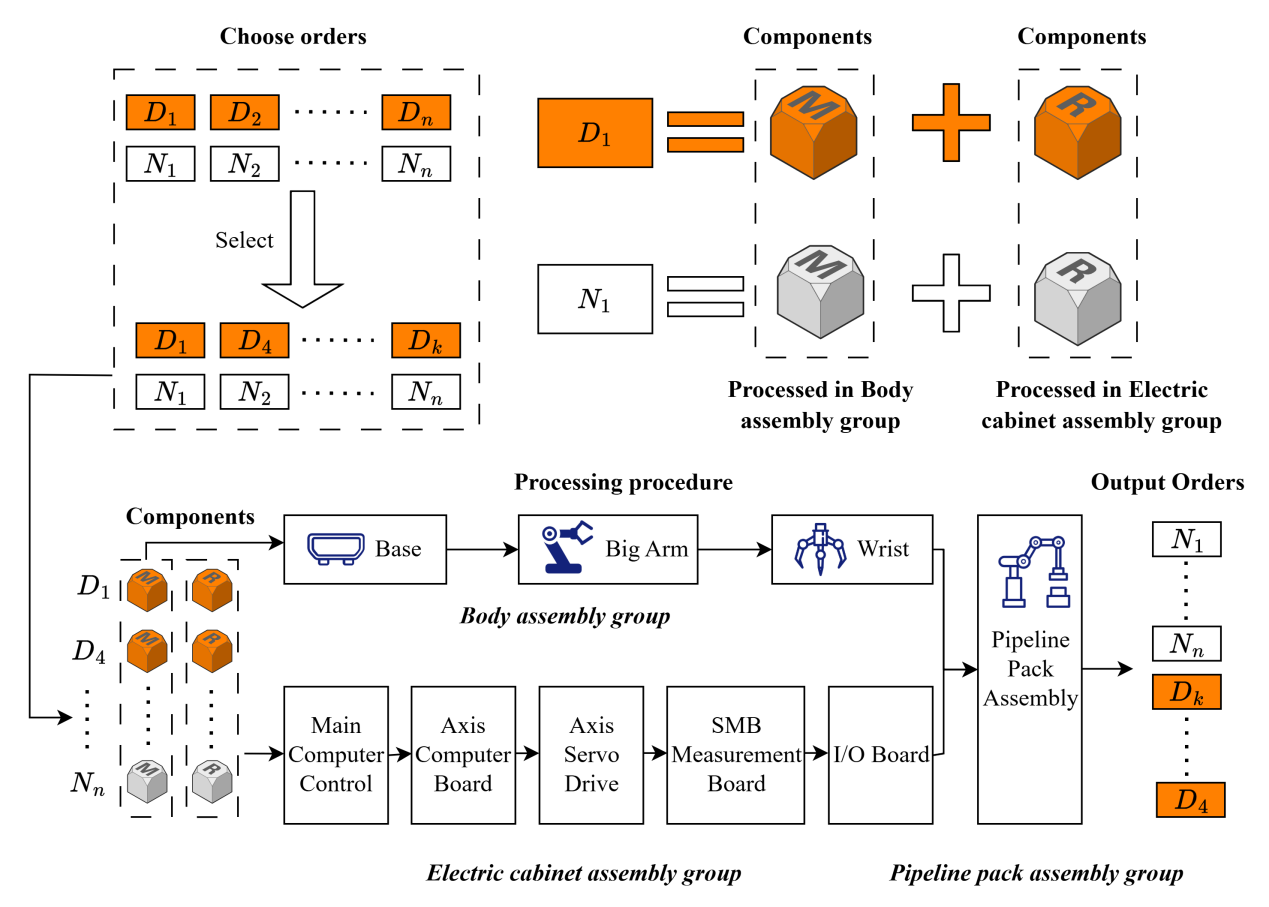 Choose orders
D1 D2 ...... Dn
N1 N2 ...... Nn
Select
D1 D4 ...... Dk
N1 N2 ...... Nn
Components
Components
D1
M
R
N1
M
R
Processed in Body
assembly group
Processed in Electric
cabinet assembly group
Processing procedure
Output Orders
Components
D1
M
R
D4
M
R
Nn
M
R
Base
Big Arm
Wrist
Body assembly group
Main
Computer
Control
Axis
Computer
Board
Axis
Servo
Drive
SMB
Measurement
Board
I/O Board
Electric cabinet assembly group
Pipeline
Pack
Assembly
Pipeline pack assembly group
N1
Nn
Dk
D4